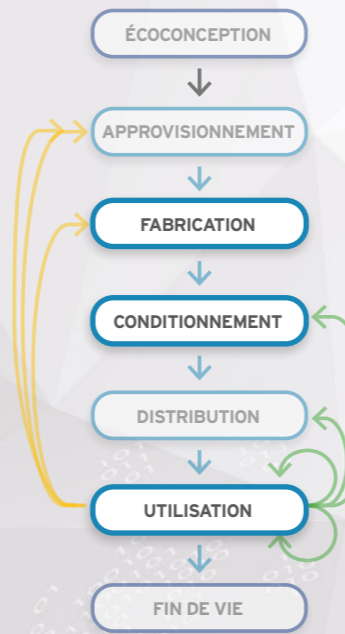 ÉCOCONCEPTION
APPROVISIONNEMENT
FABRICATION
CONDITIONNEMENT
DISTRIBUTION
UTILISATION
FIN DE VIE